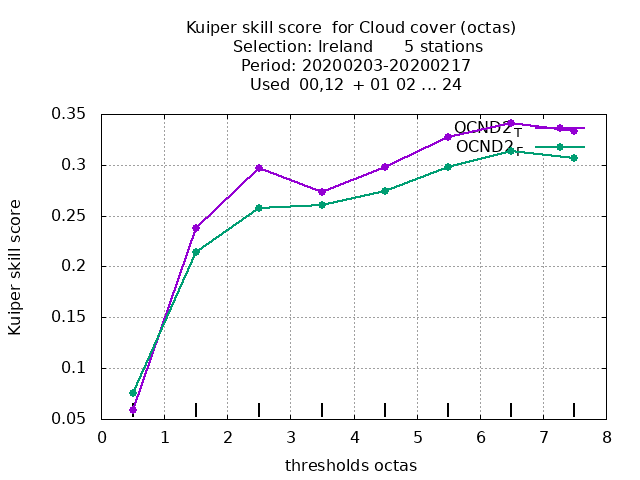 Kuiper skill score  for Cloud cover (octas)
Selection: Ireland      5 stations
Period: 20200203-20200217
Used  00,12  + 01 02 ... 24
0.35
OCND2T
0.3
OCND2F
0.25
0.2
0.15
0.1
0.05
Kuiper skill score
0 1 2 3 4 5 6 7 8
thresholds octas